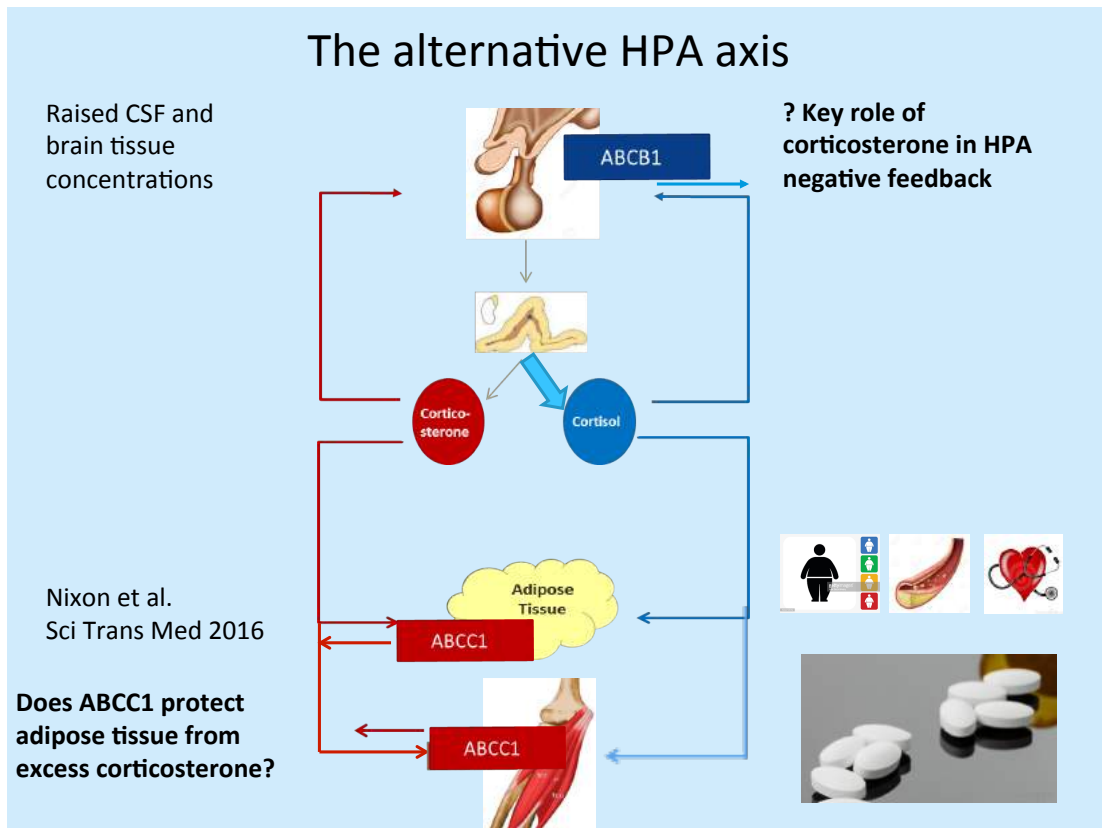 The alternative HPA axis
Raised CSF and
brain tissue
concentrations
ABCB1
? Key role of
corticosterone in HPA
negative feedback
Cortico-
sterone
Cortisol
Adipose
Tissue
ABCC1
Nixon et al.
Sci Trans Med 2016
Does ABCC1 protect
adipose tissue from
excess corticosterone?
ABCC1